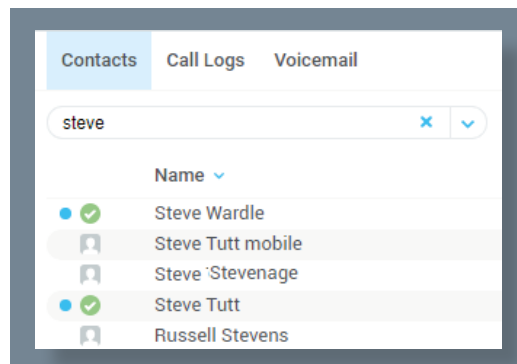 Contacts Call Logs Voicemail
steve
Name
Steve Wardle
Steve Tutt mobile
Steve Stevenage
Steve Tutt
Russell Stevens